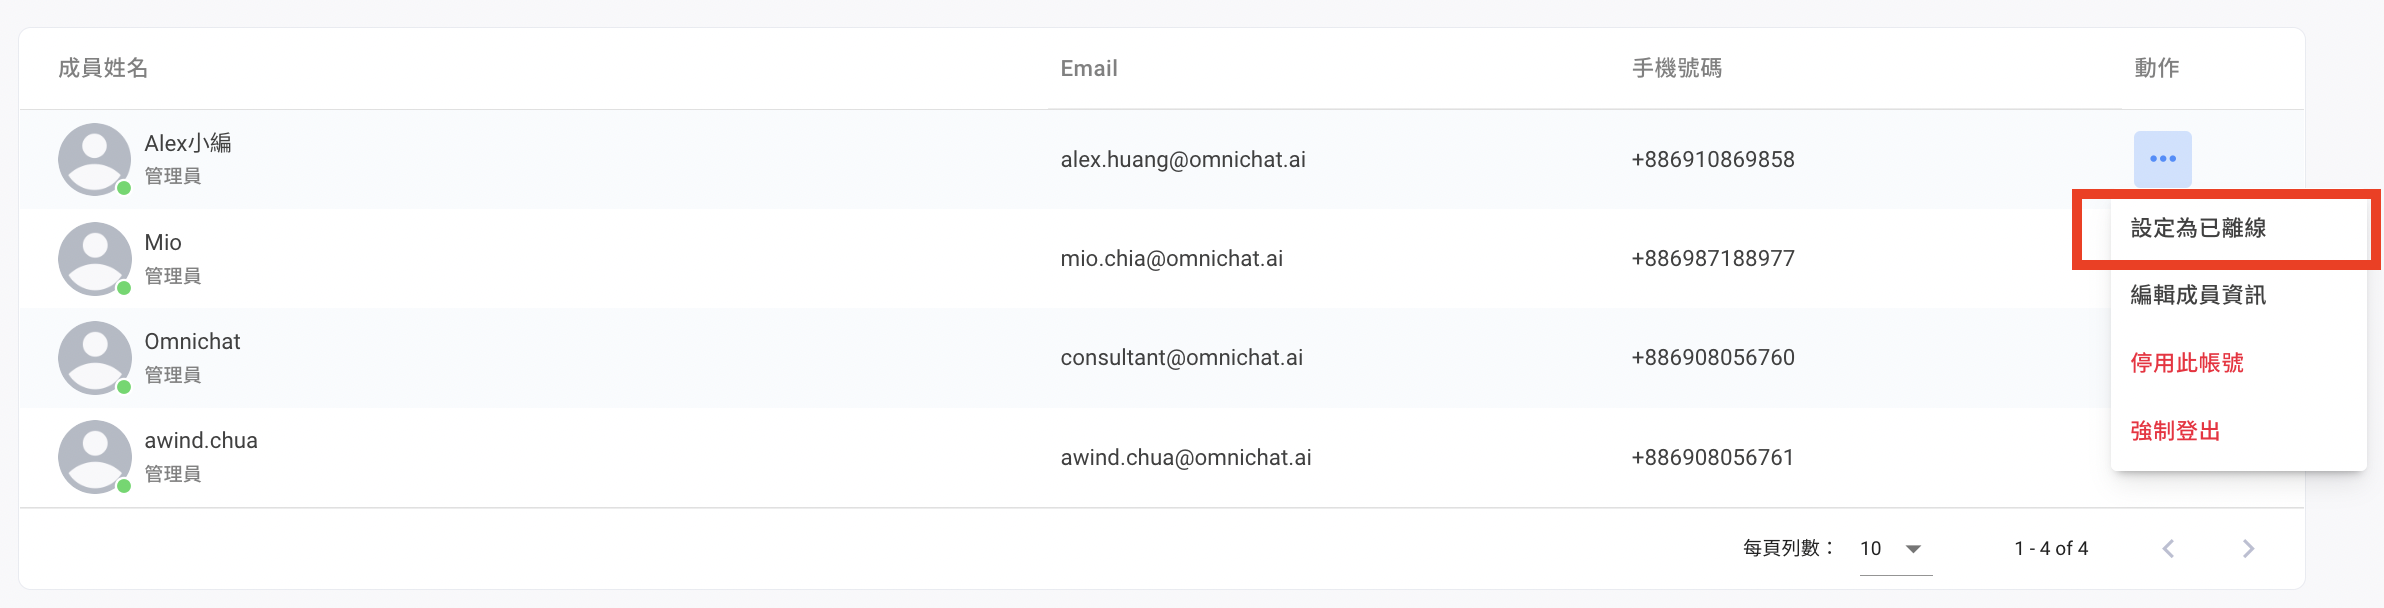 成員姓名 Email 手機號碼 動作
Alex小編
管理員
alex.huang@omnichat.ai +886910869858
Mio
管理員
mio.chia@omnichat.ai +886987188977
Omnichat
管理員
consultant@omnichat.ai +886908056760
awind.chua
管理員
awind.chua@omnichat.ai +886908056761
設定為已離線
編輯成員資訊
停用此帳號
強制登出
每頁列數： 10 1 - 4 of 4